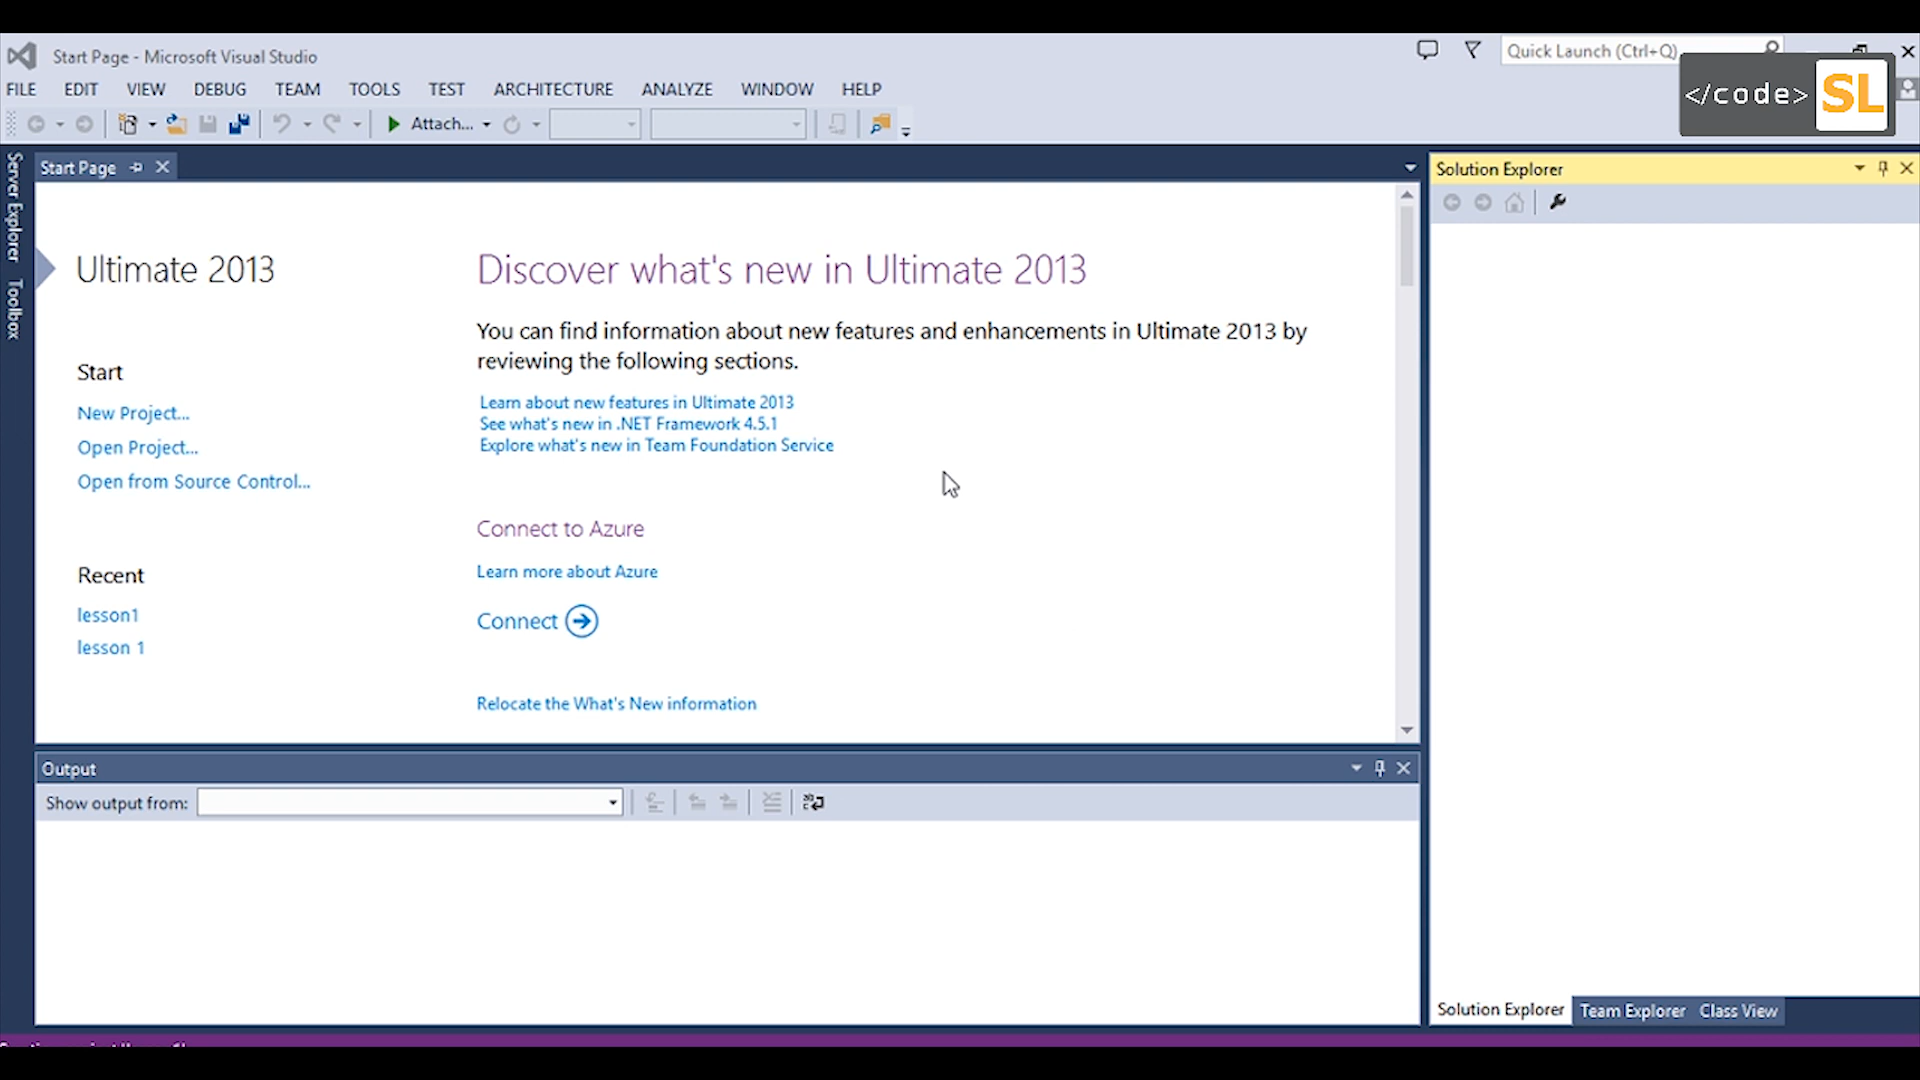 Start Page - Microsoft Visual Studio
Quick Launch (Ctrl+Q)
</code> SL
FILE EDIT VIEW DEBUG TEAM TOOLS TEST ARCHITECTURE ANALYZE WINDOW HELP
Attach...
Server Explorer
Toolbox
Start Page
Ultimate 2013
Start
New Project...
Open Project...
Open from Source Control...
Recent
lesson1
lesson 1
Discover what's new in Ultimate 2013
You can find information about new features and enhancements in Ultimate 2013 by
reviewing the following sections.
Learn about new features in Ultimate 2013
See what's new in .NET Framework 4.5.1
Explore what's new in Team Foundation Service
Connect to Azure
Learn more about Azure
Connect
Relocate the What's New information
Output
Show output from:
Solution Explorer
Solution Explorer Team Explorer Class View